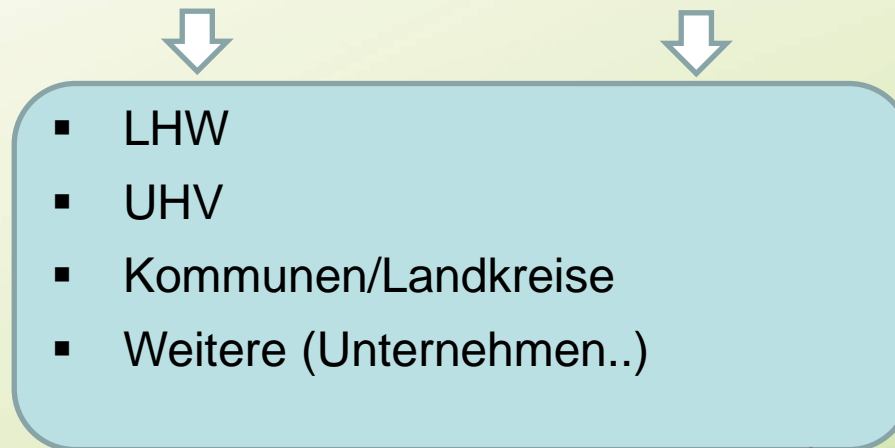 ▪ LHW
▪ UHV
▪ Kommunen/Landkreise
▪ Weitere (Unternehmen..)